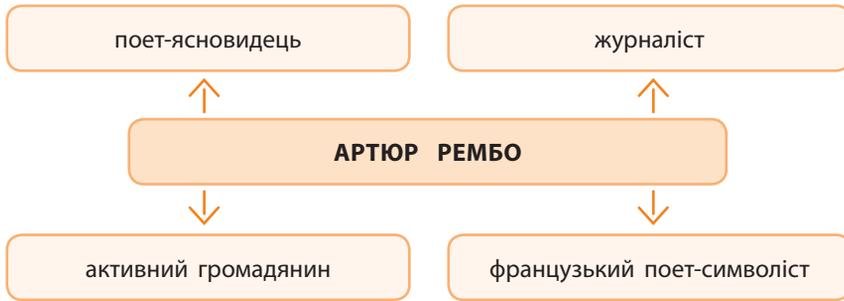 поет-ясновидець
журналіст
АРТЮР РЕМБО
активний громадянин
французький поет-символіст